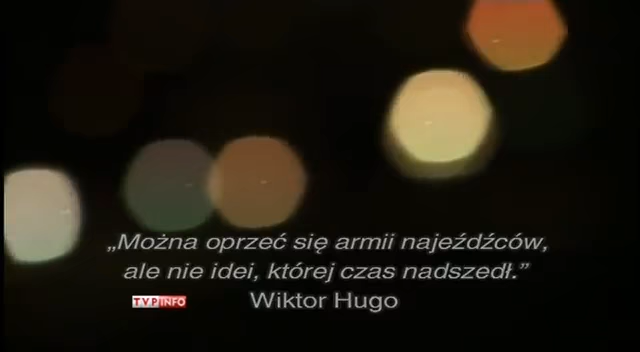 „Można oprzeć się armii najeźdźców,
ale nie idei, której czas nadszedł.”
Wiktor Hugo
TVP INFO